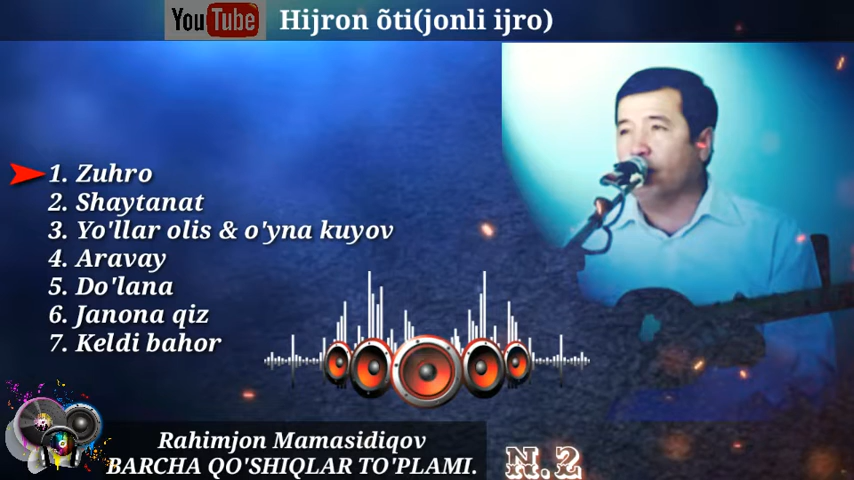 YouTube Hijron õti(jonli ijro)
1. Zuhro
2. Shaytanat
3. Yo'llar olis & o'yna kuyov
4. Aravay
5. Do'lana
6. Janona qiz
7. Keldi bahor
Rahimjon Mamasidiqov
BARCHA QO'SHIQLAR TO'PLAMI.
N.2